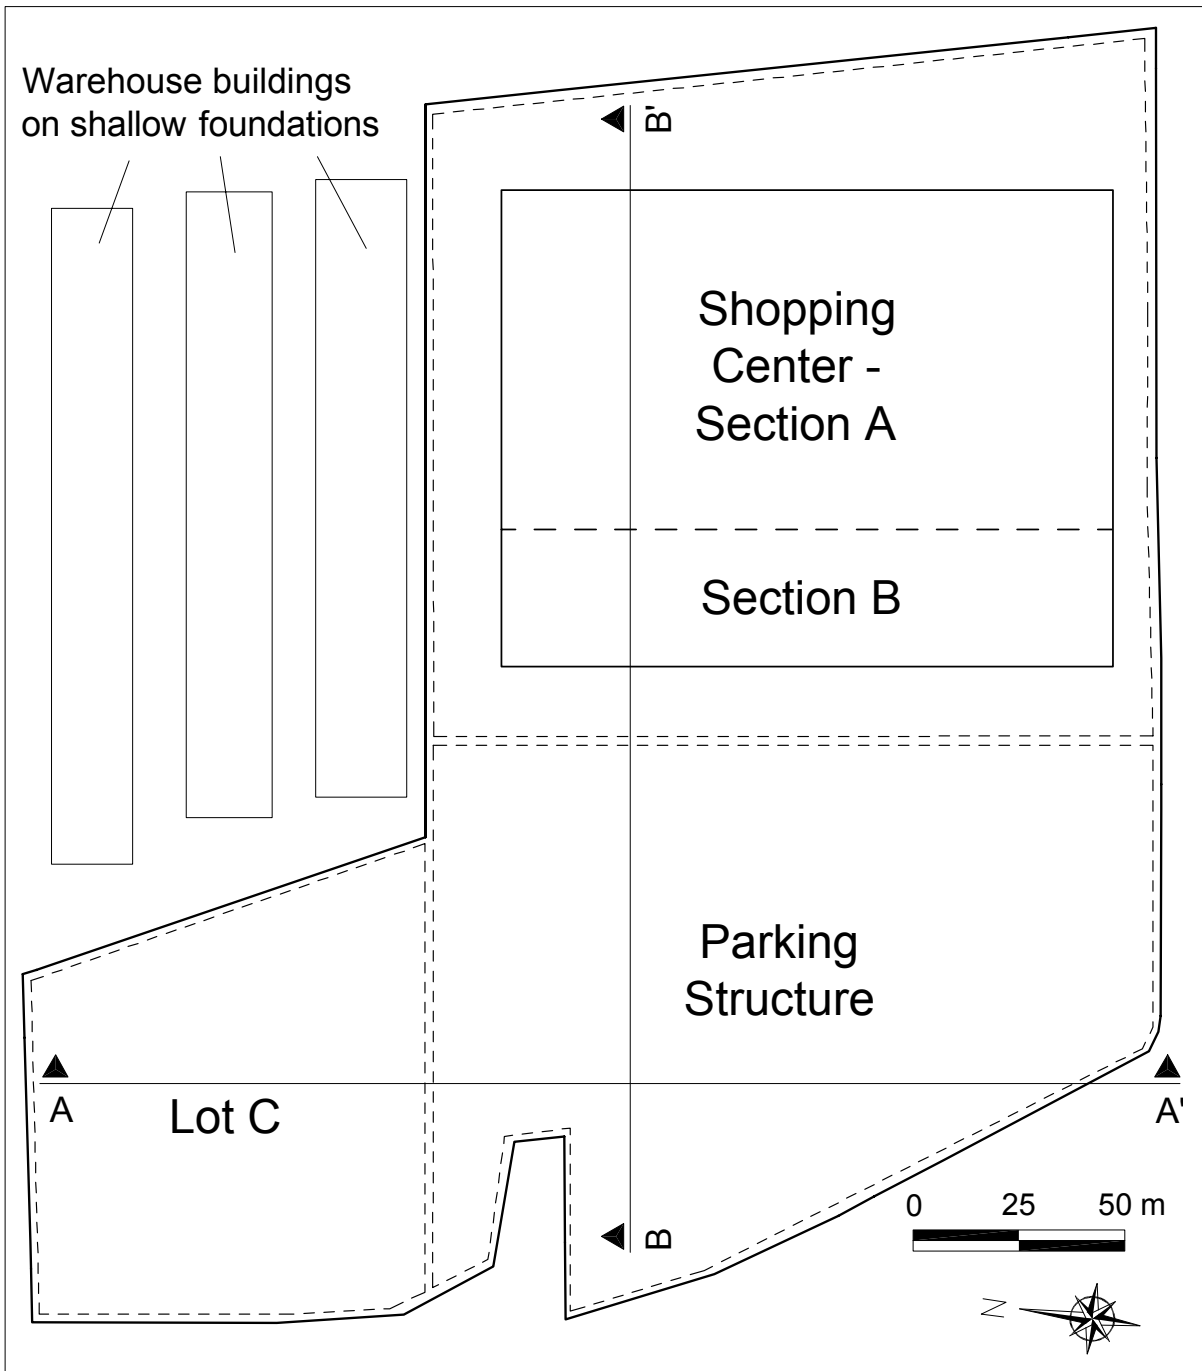 Warehouse buildings
on shallow foundations
B'
Shopping
Center -
Section A
Section B
Parking
Structure
A
Lot C
A'
B
0 25 50 m
N